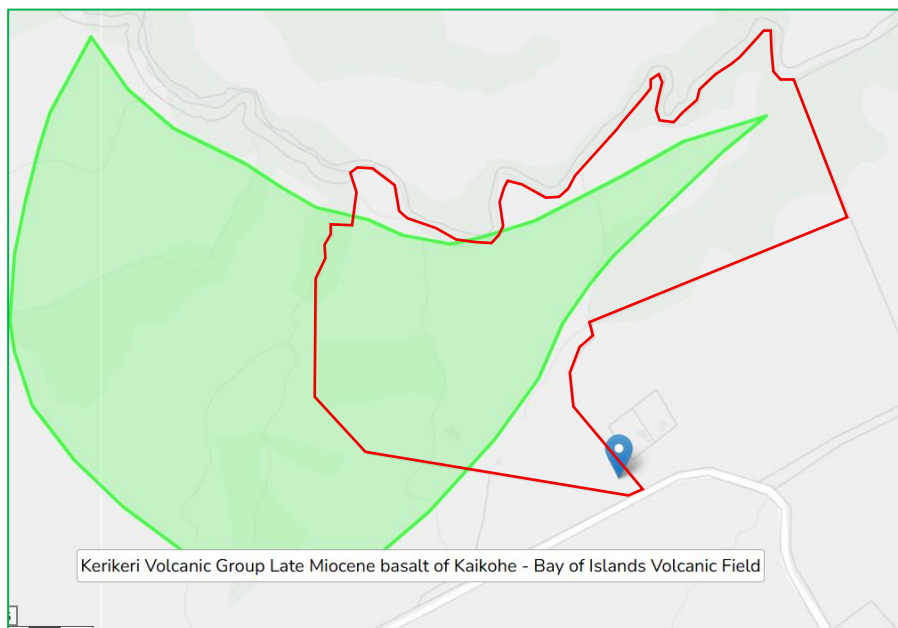 Kerikeri Volcanic Group Late Miocene basalt of Kaikohe - Bay of Islands Volcanic Field